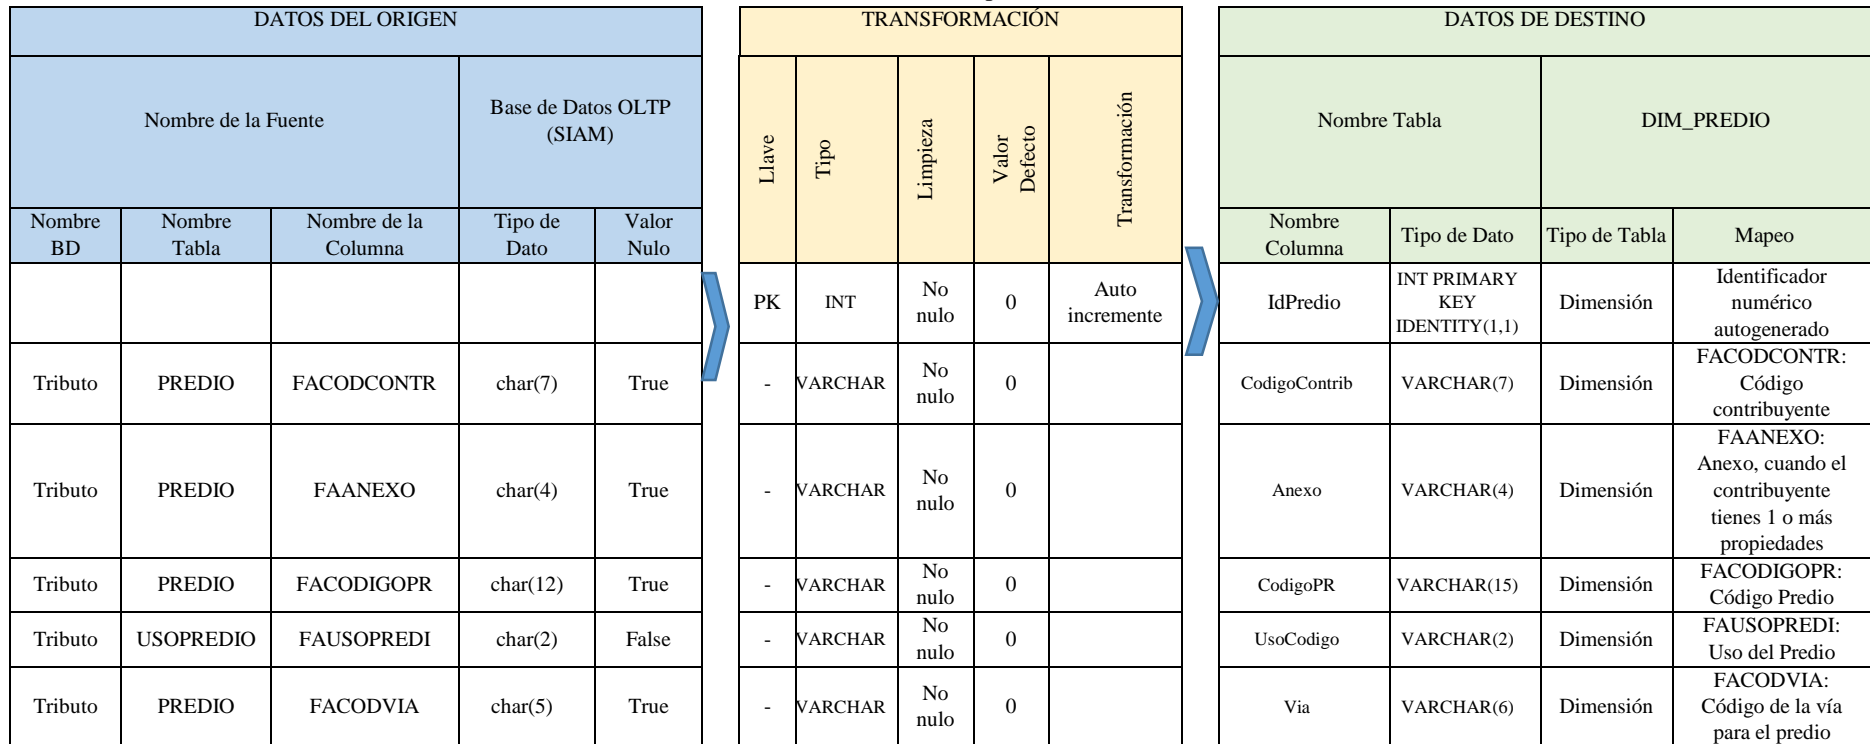 DATOS DEL ORIGEN
TRANSFORMACIÓN
DATOS DE DESTINO
Nombre de la Fuente
Base de Datos OLTP
(SIAM)
Llave
Tipo
Limpieza
Valor
Defecto
Transformación
Nombre Tabla
DIM_PREDIO
Nombre
BD
Nombre
Tabla
Nombre de la
Columna
Tipo de
Dato
Valor
Nulo
Nombre
Columna
Tipo de Dato
Tipo de Tabla
Mapeo
PK
INT
No
nulo
0
Auto
incremente
IdPredio
INT PRIMARY
KEY
IDENTITY(1,1)
Dimensión
Identificador
numérico
autogenerado
Tributo
PREDIO
FACODCONTR
char(7)
True
-
VARCHAR
No
nulo
0
CodigoContrib
VARCHAR(7)
Dimensión
FACODCONTR:
Código
contribuyente
Tributo
PREDIO
FAANEXO
char(4)
True
-
VARCHAR
No
nulo
0
Anexo
VARCHAR(4)
Dimensión
FAANEXO:
Anexo, cuando el
contribuyente
tienes 1 o más
propiedades
Tributo
PREDIO
FACODIGOPR
char(12)
True
-
VARCHAR
No
nulo
0
CodigoPR
VARCHAR(15)
Dimensión
FACODIGOPR:
Código Predio
Tributo
USOPREDIO
FAUSOPREDI
char(2)
False
-
VARCHAR
No
nulo
0
UsoCodigo
VARCHAR(2)
Dimensión
FAUSOPREDI:
Uso del Predio
Tributo
PREDIO
FACODVIA
char(5)
True
-
VARCHAR
No
nulo
0
Via
VARCHAR(6)
Dimensión
FACODVIA:
Código de la vía
para el predio